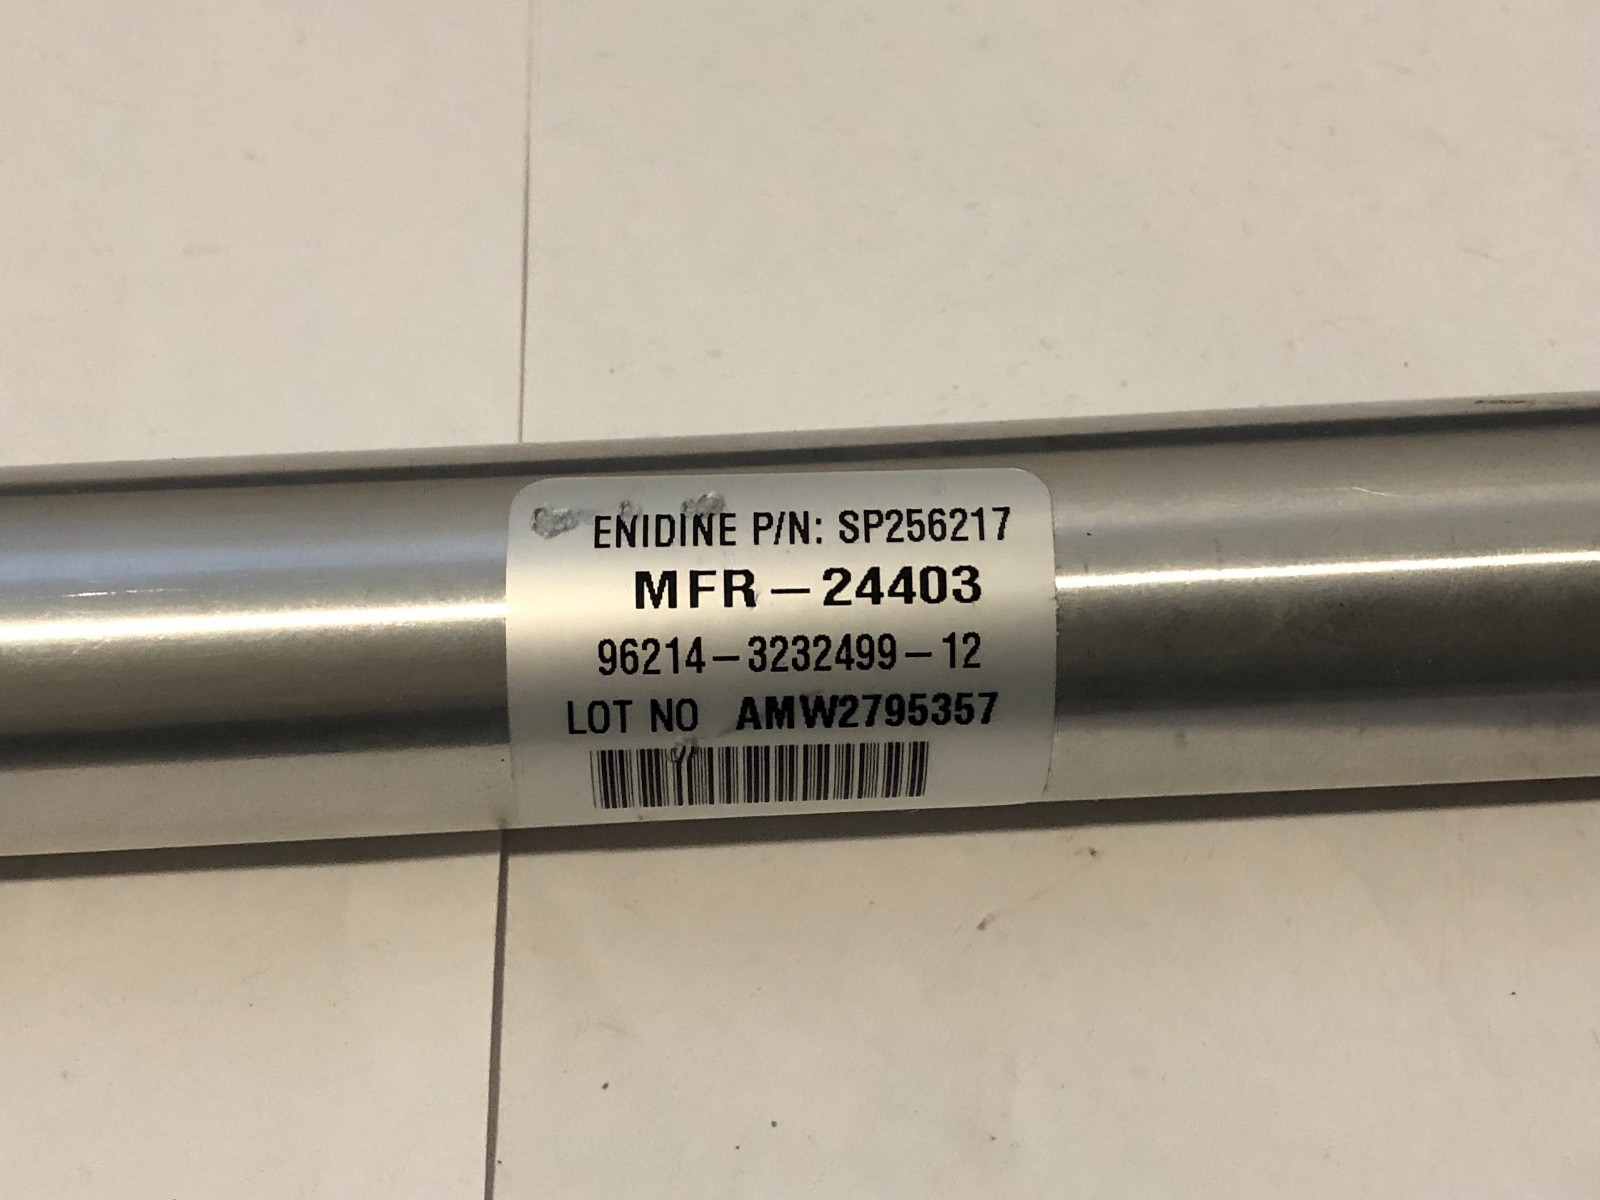 ENIDINE P/N: SP256217
MFR-24403
96214-3232499-12
LOT NO AMW2795357